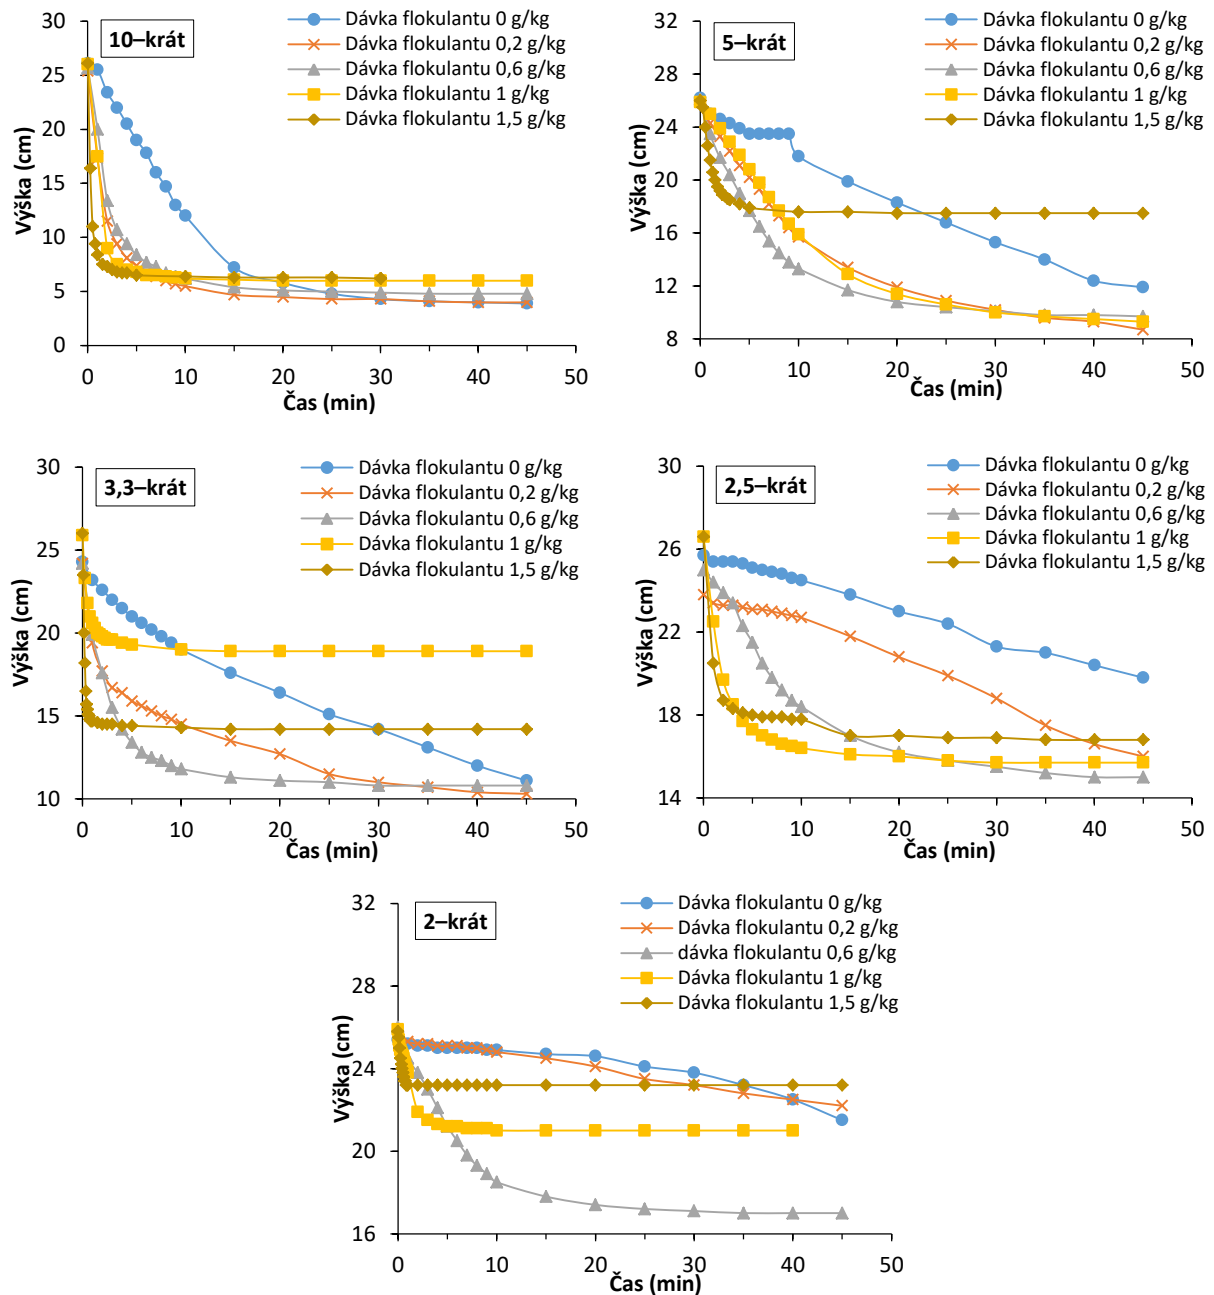 10–krát
Dávka flokulantu 0 g/kg
Dávka flokulantu 0,2 g/kg
Dávka flokulantu 0,6 g/kg
Dávka flokulantu 1 g/kg
Dávka flokulantu 1,5 g/kg
Výška (cm)
30
25
20
15
10
5
0
0
10
20
30
40
50
Čas (min)
5–krát
Dávka flokulantu 0 g/kg
Dávka flokulantu 0,2 g/kg
Dávka flokulantu 0,6 g/kg
Dávka flokulantu 1 g/kg
Dávka flokulantu 1,5 g/kg
Výška (cm)
32
28
24
20
16
12
8
0
10
20
30
40
50
Čas (min)
3,3–krát
Dávka flokulantu 0 g/kg
Dávka flokulantu 0,2 g/kg
Dávka flokulantu 0,6 g/kg
Dávka flokulantu 1 g/kg
Dávka flokulantu 1,5 g/kg
Výška (cm)
30
25
20
15
10
0
10
20
30
40
50
Čas (min)
2,5–krát
Dávka flokulantu 0 g/kg
Dávka flokulantu 0,2 g/kg
Dávka flokulantu 0,6 g/kg
Dávka flokulantu 1 g/kg
Dávka flokulantu 1,5 g/kg
Výška (cm)
30
26
22
18
14
0
10
20
30
40
50
Čas (min)
2–krát
Dávka flokulantu 0 g/kg
Dávka flokulantu 0,2 g/kg
dávka flokulantu 0,6 g/kg
Dávka flokulantu 1 g/kg
Dávka flokulantu 1,5 g/kg
Výška (cm)
32
28
24
20
16
0
10
20
30
40
50
Čas (min)